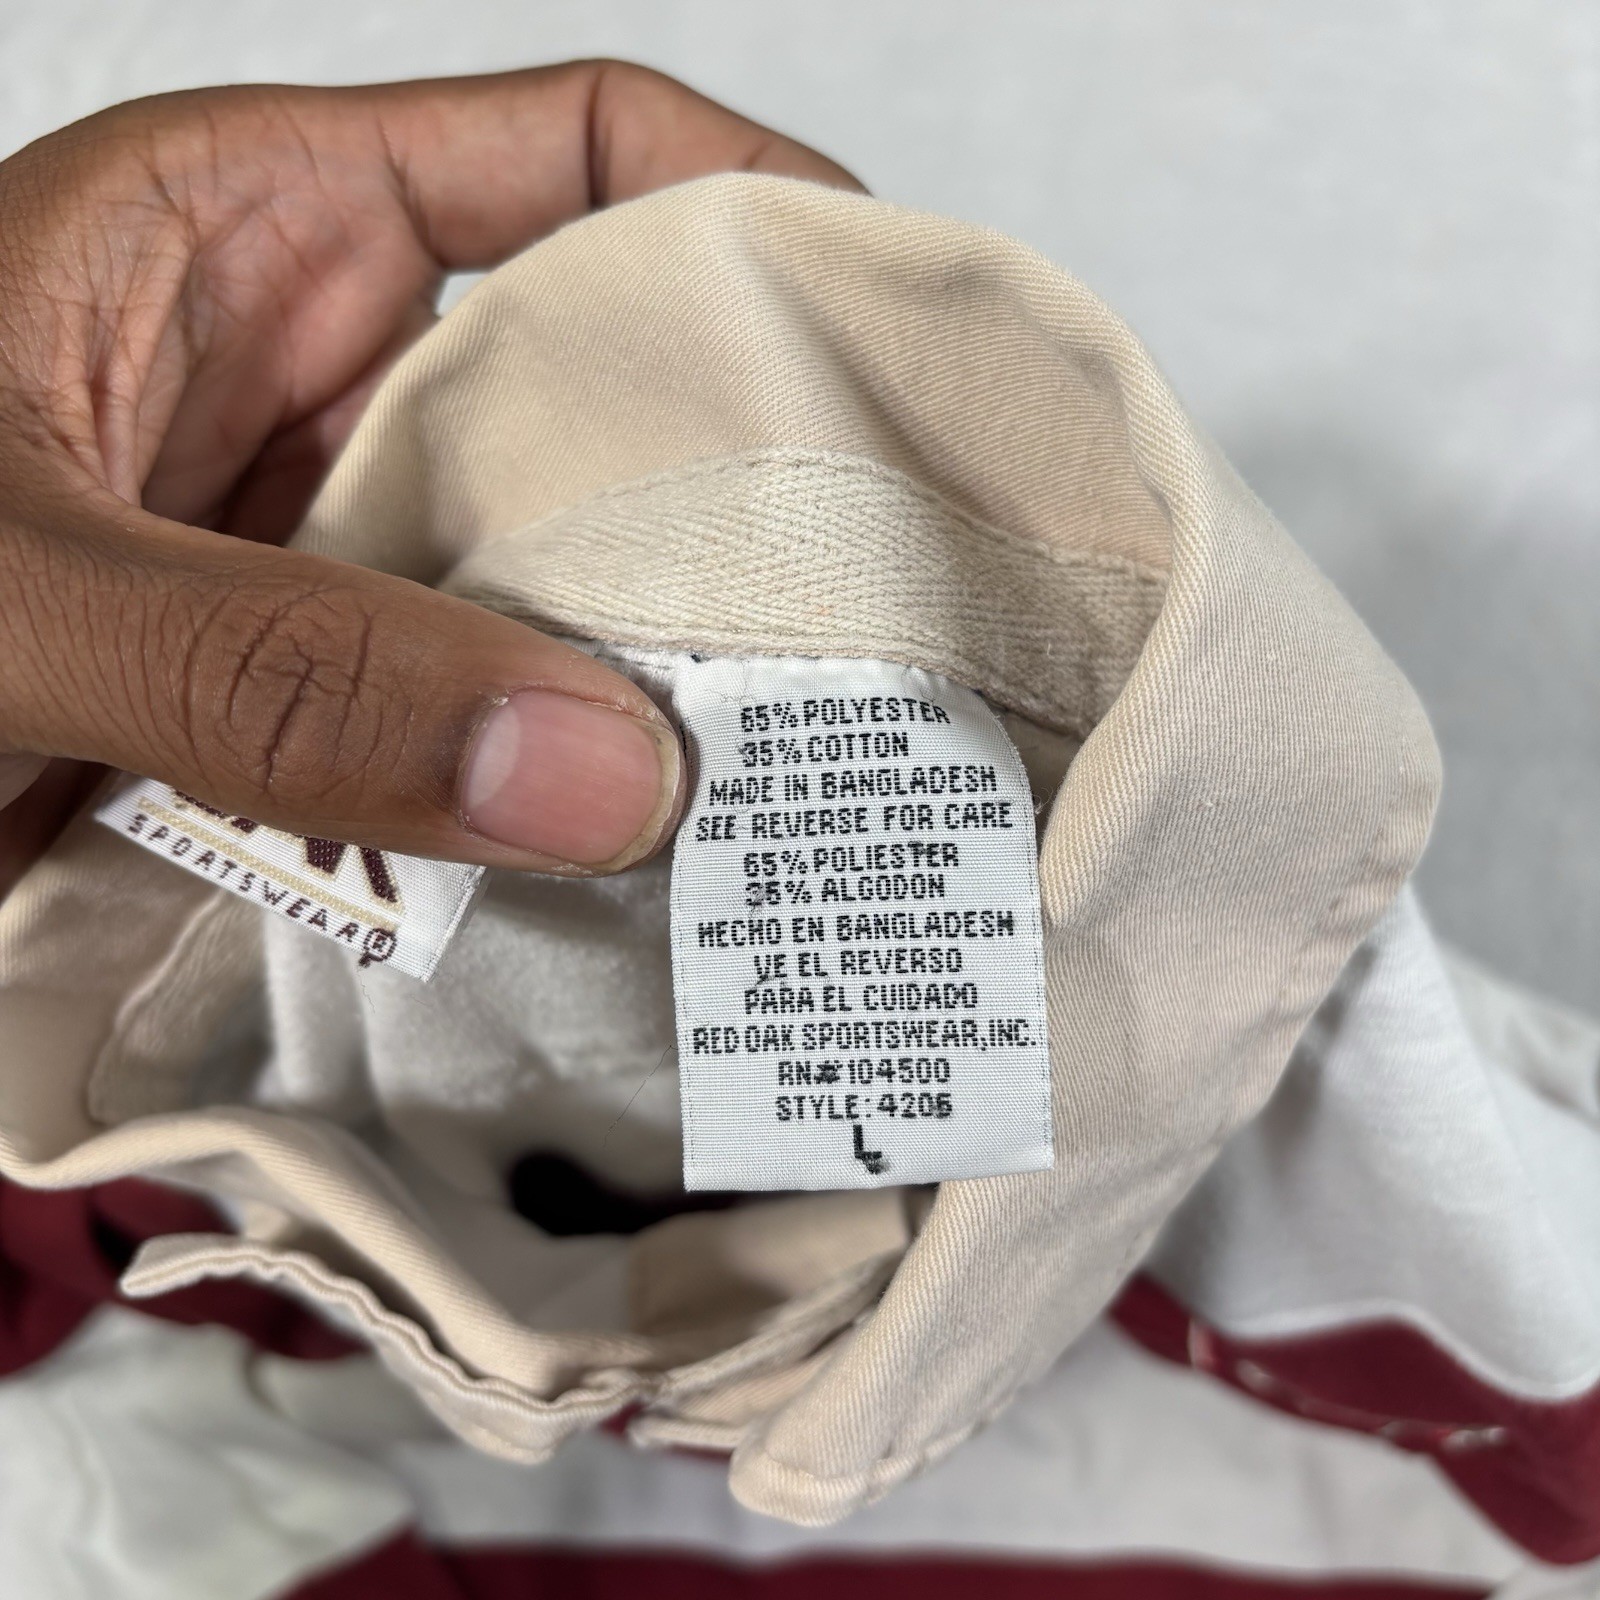 SPORTSWEAR®
65% POLYESTER
35% COTTON
MADE IN BANGLADESH
SEE REVERSE FOR CARE
65% POLIESTER
35% ALGODON
HECHO EN BANGLADESH
VE EL REVERSO
PARA EL CUIDADO
RED OAK SPORTSWEAR, INC.
RN# 104500
STYLE: 4206
L